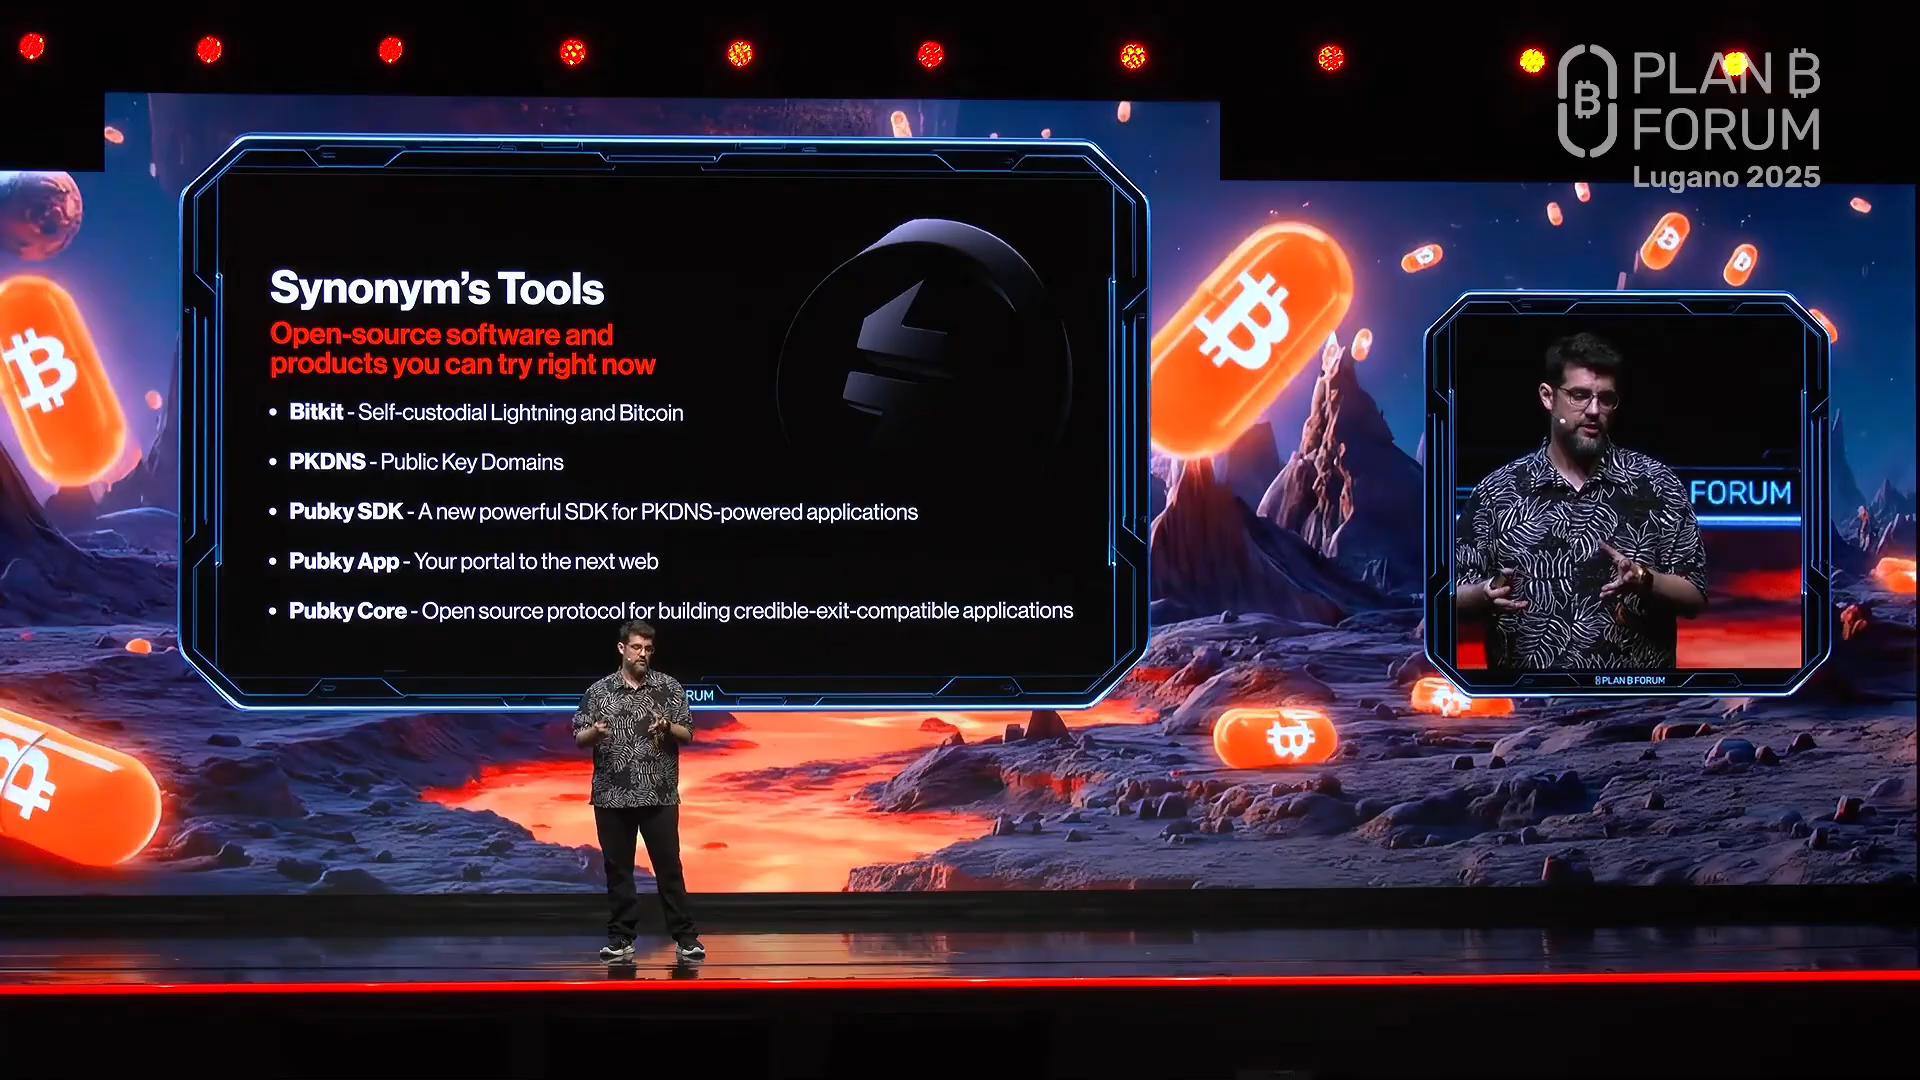 PLAN ₿
FORUM
Lugano 2025
Synonym's Tools
Open-source software and
products you can try right now
• Bitkit - Self-custodial Lightning and Bitcoin
• PKDNS - Public Key Domains
• Pubky SDK - A new powerful SDK for PKDNS-powered applications
• Pubky App - Your portal to the next web
• Pubky Core - Open source protocol for building credible-exit-compatible applications
RUM
FORUM
PLAN ₿ FORUM